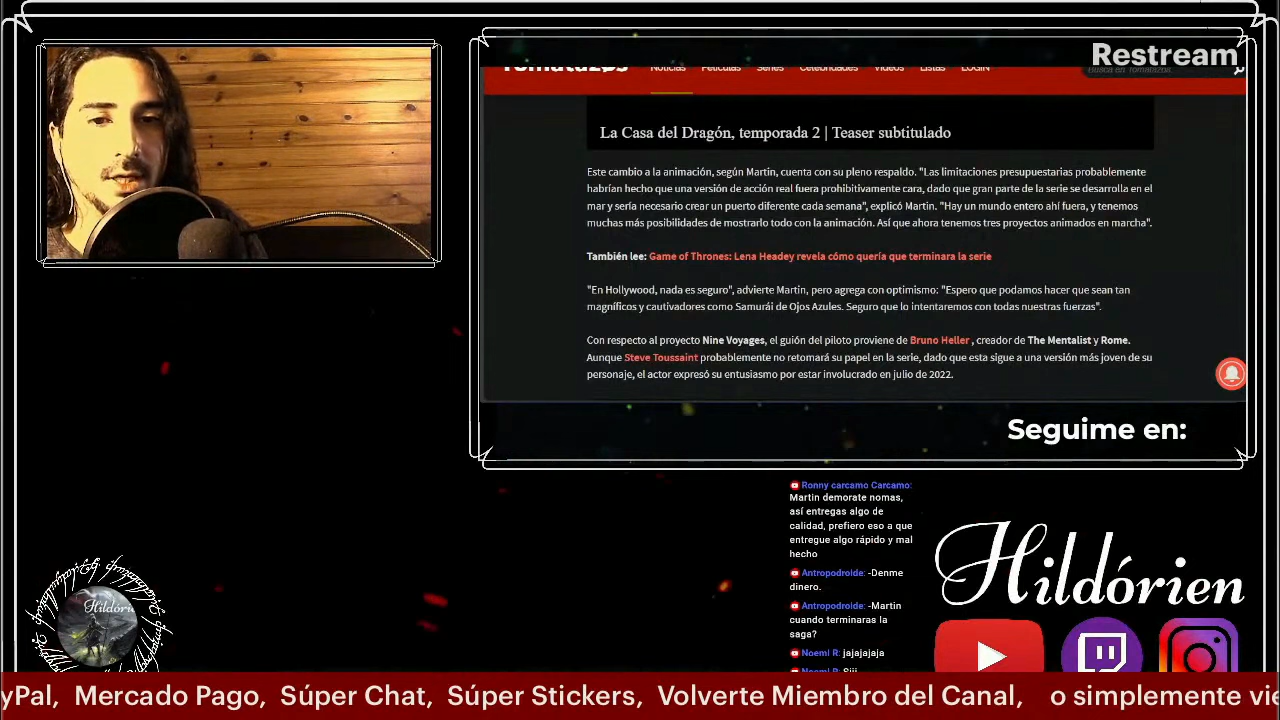 Restream
Tomatazos Noticias Películas Series Celebridades Videos Listas LOGIN
Busca en Tomatazos
La Casa del Dragón, temporada 2 | Teaser subtitulado
Este cambio a la animación, según Martin, cuenta con su pleno respaldo. "Las limitaciones presupuestarias probablemente
habrían hecho que una versión de acción real fuera prohibitivamente cara, dado que gran parte de la serie se desarrolla en el
mar y sería necesario crear un puerto diferente cada semana", explicó Martin. "Hay un mundo entero ahí fuera, y tenemos
muchas más posibilidades de mostrarlo todo con la animación. Así que ahora tenemos tres proyectos animados en marcha".
También lee: Game of Thrones: Lena Headey revela cómo quería que terminara la serie
"En Hollywood, nada es seguro", advierte Martin, pero agrega con optimismo: "Espero que podamos hacer que sean tan
magníficos y cautivadores como Samurái de Ojos Azules. Seguro que lo intentaremos con todas nuestras fuerzas".
Con respecto al proyecto Nine Voyages, el guión del piloto proviene de Bruno Heller , creador de The Mentalist y Rome.
Aunque Steve Toussaint probablemente no retomará su papel en la serie, dado que esta sigue a una versión más joven de su
personaje, el actor expresó su entusiasmo por estar involucrado en julio de 2022.
Seguime en:
Ronny carcamo Carcamo:
Martin demorate nomas,
así entregas algo de
calidad, prefiero eso a que
entregue algo rápido y mal
hecho
Antropodroide: -Denme
dinero.
Antropodroide: -Martin
cuando terminaras la
saga?
Noemi R: jajajajaja
Noemi R: Siii
Hildórien
Hildórien
yPal, Mercado Pago, Súper Chat, Súper Stickers, Volverte Miembro del Canal, o simplemente vie